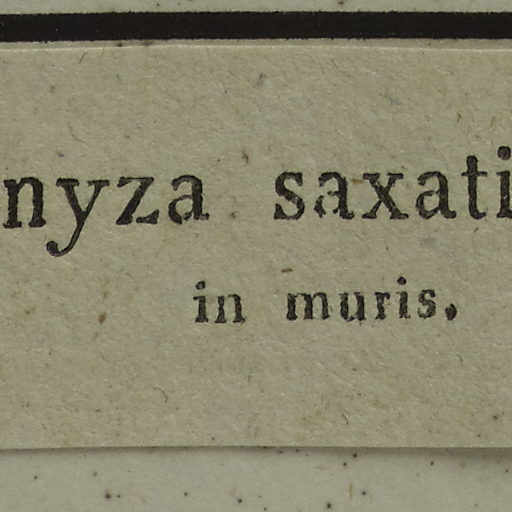 nyza saxati
in muris.